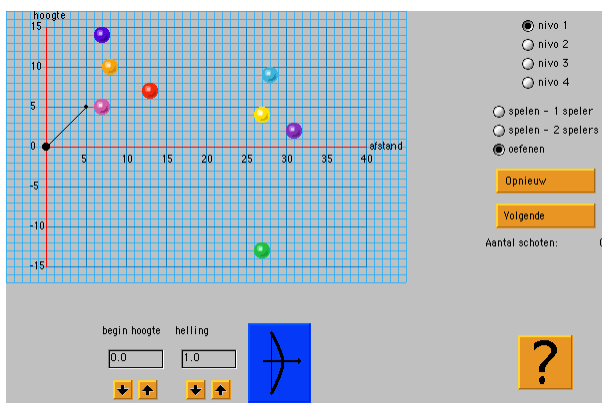 hoogte
15
10
5
0
-5
-10
-15
5 10 15 20 25 30 35 40
afstand
nivo 1
nivo 2
nivo 3
nivo 4
spelen - 1 speler
spelen - 2 spelers
oefenen
Opnieuw
Volgende
Aantal schoten: 0
begin hoogte helling
0.0 1.0
?